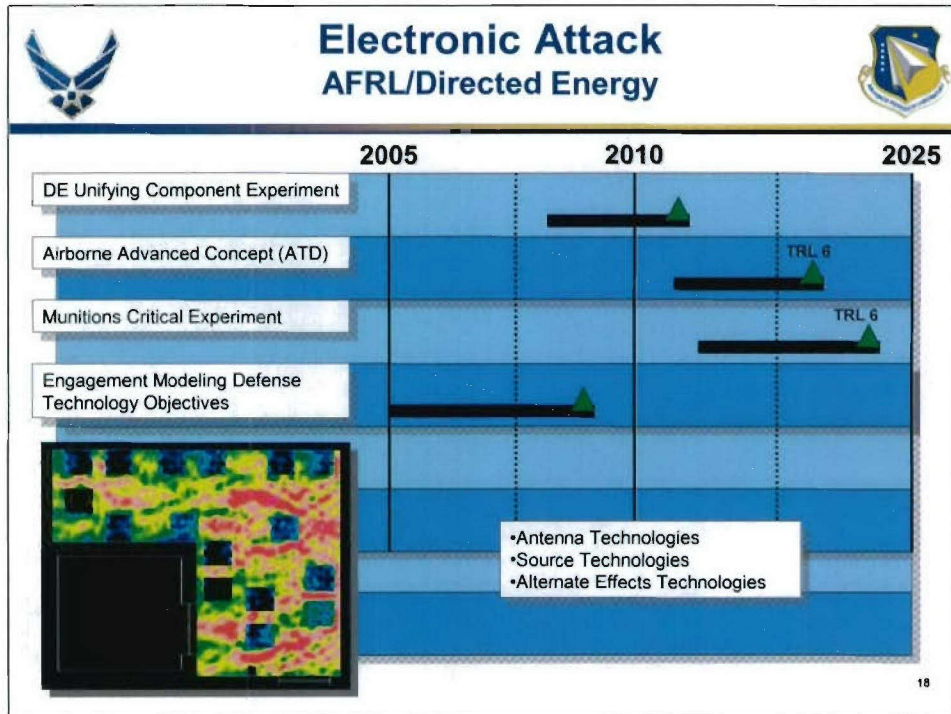 Electronic Attack
AFRL/Directed Energy
2005
2010
2025
DE Unifying Component Experiment
Airborne Advanced Concept (ATD)
TRL 6
Munitions Critical Experiment
TRL 6
Engagement Modeling Defense
Technology Objectives
•Antenna Technologies
•Source Technologies
•Alternate Effects Technologies
18